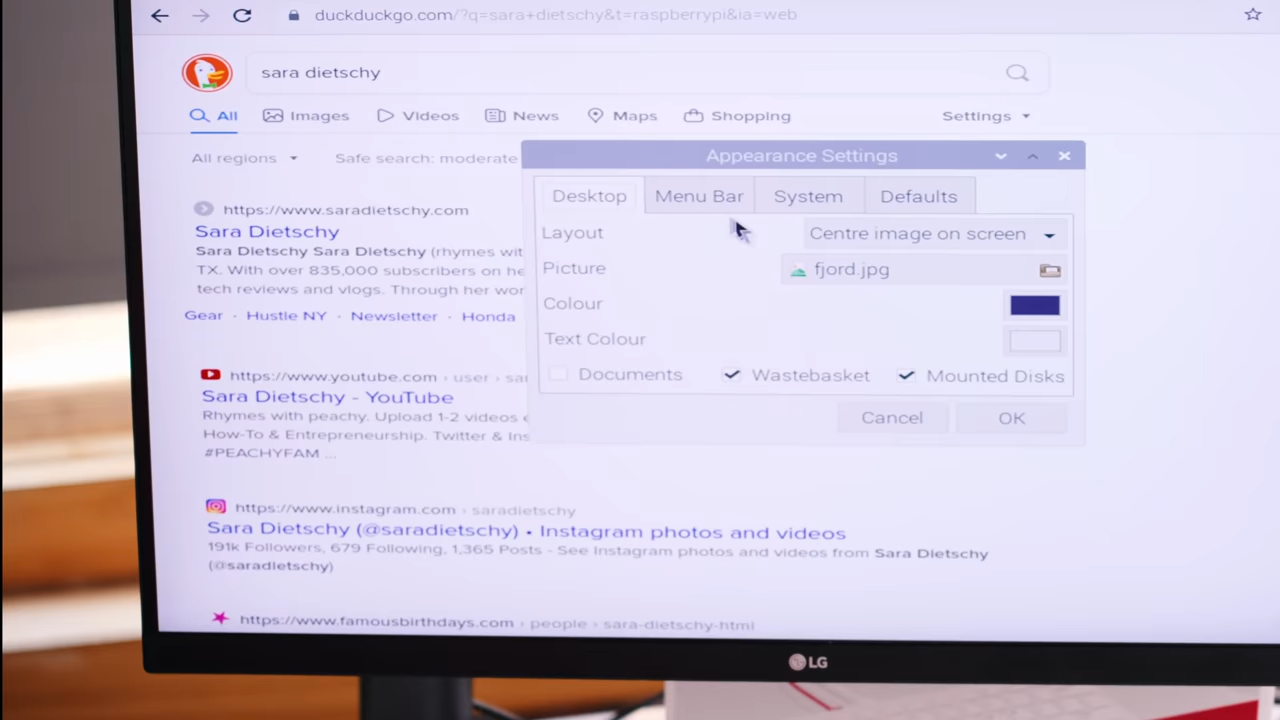 duckduckgo.com/?q=sara+dietschy&t=raspberrypi&ia=web
sara dietschy
All Images Videos News Maps Shopping Settings
All regions Safe search: moderate
Appearance Settings
Desktop Menu Bar System Defaults
Layout Centre image on screen
Picture fjord.jpg
Colour
Text Colour
Documents Wastebasket Mounted Disks
Cancel OK
https://www.saradietschy.com
Sara Dietschy
Sara Dietschy Sara Dietschy (rhymes wit
TX. With over 835,000 subscribers on he
tech reviews and vlogs. Through her wor
Gear · Hustle NY · Newsletter · Honda
https://www.youtube.com › user › sar
Sara Dietschy - YouTube
Rhymes with peachy. Upload 1-2 videos
How-To & Entrepreneurship. Twitter & Ins
#PEACHYFAM ...
https://www.instagram.com › saradietschy
Sara Dietschy (@saradietschy) • Instagram photos and videos
191k Followers, 679 Following, 1,365 Posts - See Instagram photos and videos from Sara Dietschy
(@saradietschy)
https://www.famousbirthdays.com › people › sara-dietschy-html
LG